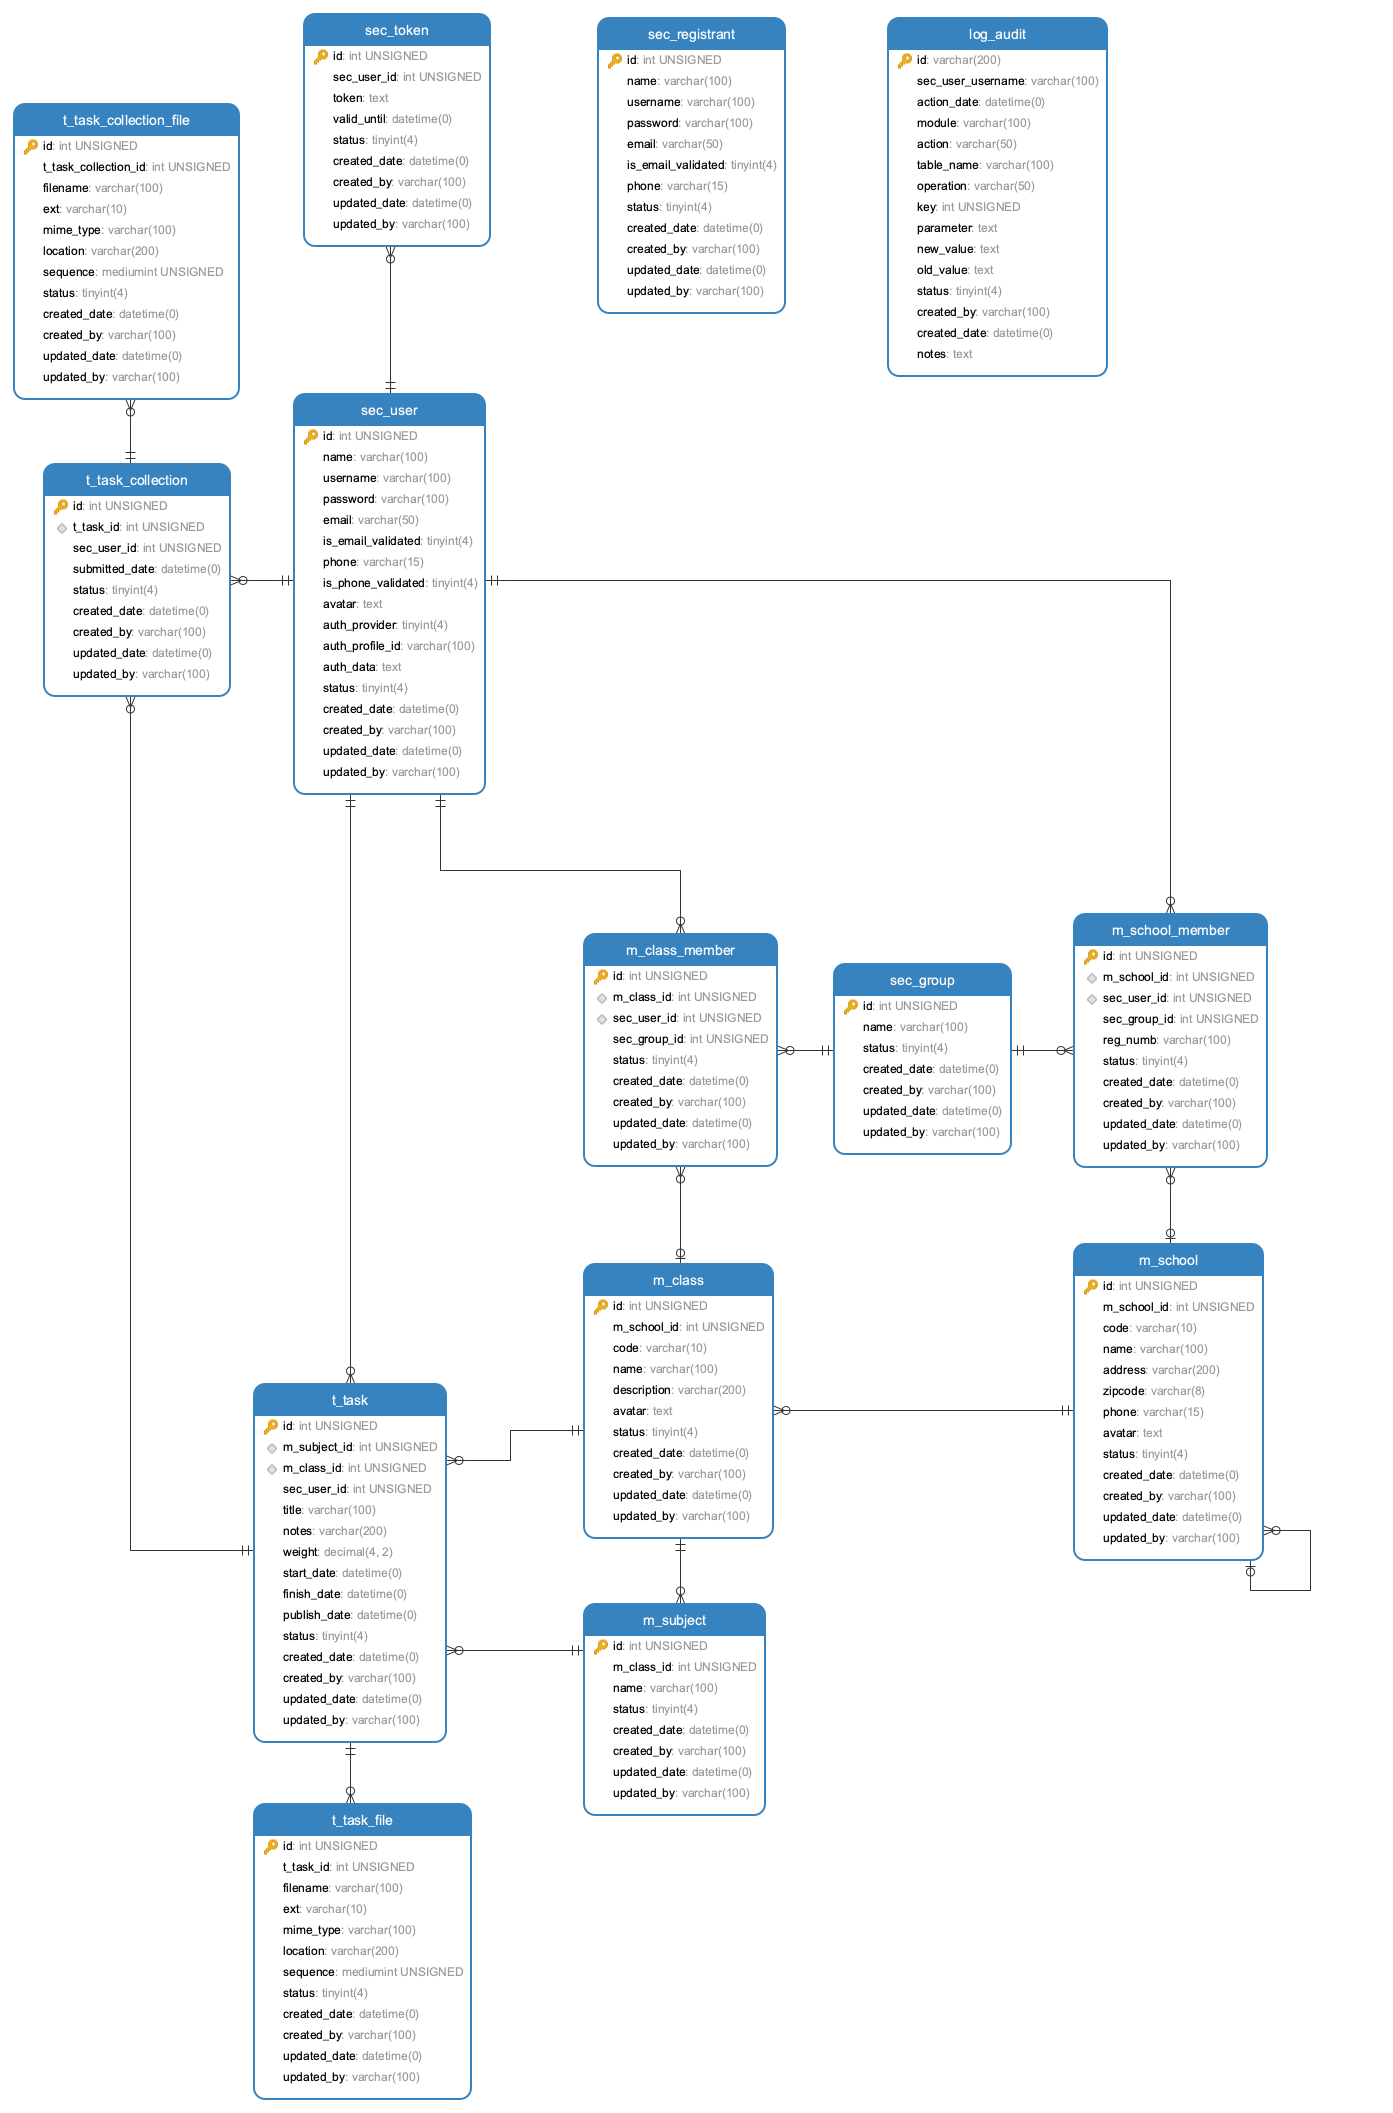 sec_token
id: int UNSIGNED
sec_user_id: int UNSIGNED
token: text
valid_until: datetime(0)
status: tinyint(4)
created_date: datetime(0)
created_by: varchar(100)
updated_date: datetime(0)
updated_by: varchar(100)
sec_registrant
id: int UNSIGNED
name: varchar(100)
username: varchar(100)
password: varchar(100)
email: varchar(50)
is_email_validated: tinyint(4)
phone: varchar(15)
status: tinyint(4)
created_date: datetime(0)
created_by: varchar(100)
updated_date: datetime(0)
updated_by: varchar(100)
log_audit
id: varchar(200)
sec_user_username: varchar(100)
action_date: datetime(0)
module: varchar(100)
action: varchar(50)
table_name: varchar(100)
operation: varchar(50)
key: int UNSIGNED
parameter: text
new_value: text
old_value: text
status: tinyint(4)
created_by: varchar(100)
created_date: datetime(0)
notes: text
t_task_collection_file
id: int UNSIGNED
t_task_collection_id: int UNSIGNED
filename: varchar(100)
ext: varchar(10)
mime_type: varchar(100)
location: varchar(200)
sequence: mediumint UNSIGNED
status: tinyint(4)
created_date: datetime(0)
created_by: varchar(100)
updated_date: datetime(0)
updated_by: varchar(100)
sec_user
id: int UNSIGNED
name: varchar(100)
username: varchar(100)
password: varchar(100)
email: varchar(50)
is_email_validated: tinyint(4)
phone: varchar(15)
is_phone_validated: tinyint(4)
avatar: text
auth_provider: tinyint(4)
auth_profile_id: varchar(100)
auth_data: text
status: tinyint(4)
created_date: datetime(0)
created_by: varchar(100)
updated_date: datetime(0)
updated_by: varchar(100)
t_task_collection
id: int UNSIGNED
t_task_id: int UNSIGNED
sec_user_id: int UNSIGNED
submitted_date: datetime(0)
status: tinyint(4)
created_date: datetime(0)
created_by: varchar(100)
updated_date: datetime(0)
updated_by: varchar(100)
m_class_member
id: int UNSIGNED
m_class_id: int UNSIGNED
sec_user_id: int UNSIGNED
sec_group_id: int UNSIGNED
status: tinyint(4)
created_date: datetime(0)
created_by: varchar(100)
updated_date: datetime(0)
updated_by: varchar(100)
sec_group
id: int UNSIGNED
name: varchar(100)
status: tinyint(4)
created_date: datetime(0)
created_by: varchar(100)
updated_date: datetime(0)
updated_by: varchar(100)
m_school_member
id: int UNSIGNED
m_school_id: int UNSIGNED
sec_user_id: int UNSIGNED
sec_group_id: int UNSIGNED
reg_numb: varchar(100)
status: tinyint(4)
created_date: datetime(0)
created_by: varchar(100)
updated_date: datetime(0)
updated_by: varchar(100)
m_class
id: int UNSIGNED
m_school_id: int UNSIGNED
code: varchar(10)
name: varchar(100)
description: varchar(200)
avatar: text
status: tinyint(4)
created_date: datetime(0)
created_by: varchar(100)
updated_date: datetime(0)
updated_by: varchar(100)
m_school
id: int UNSIGNED
m_school_id: int UNSIGNED
code: varchar(10)
name: varchar(100)
address: varchar(200)
zipcode: varchar(8)
phone: varchar(15)
avatar: text
status: tinyint(4)
created_date: datetime(0)
created_by: varchar(100)
updated_date: datetime(0)
updated_by: varchar(100)
t_task
id: int UNSIGNED
m_subject_id: int UNSIGNED
m_class_id: int UNSIGNED
sec_user_id: int UNSIGNED
title: varchar(100)
notes: varchar(200)
weight: decimal(4, 2)
start_date: datetime(0)
finish_date: datetime(0)
publish_date: datetime(0)
status: tinyint(4)
created_date: datetime(0)
created_by: varchar(100)
updated_date: datetime(0)
updated_by: varchar(100)
m_subject
id: int UNSIGNED
m_class_id: int UNSIGNED
name: varchar(100)
status: tinyint(4)
created_date: datetime(0)
created_by: varchar(100)
updated_date: datetime(0)
updated_by: varchar(100)
t_task_file
id: int UNSIGNED
t_task_id: int UNSIGNED
filename: varchar(100)
ext: varchar(10)
mime_type: varchar(100)
location: varchar(200)
sequence: mediumint UNSIGNED
status: tinyint(4)
created_date: datetime(0)
created_by: varchar(100)
updated_date: datetime(0)
updated_by: varchar(100)